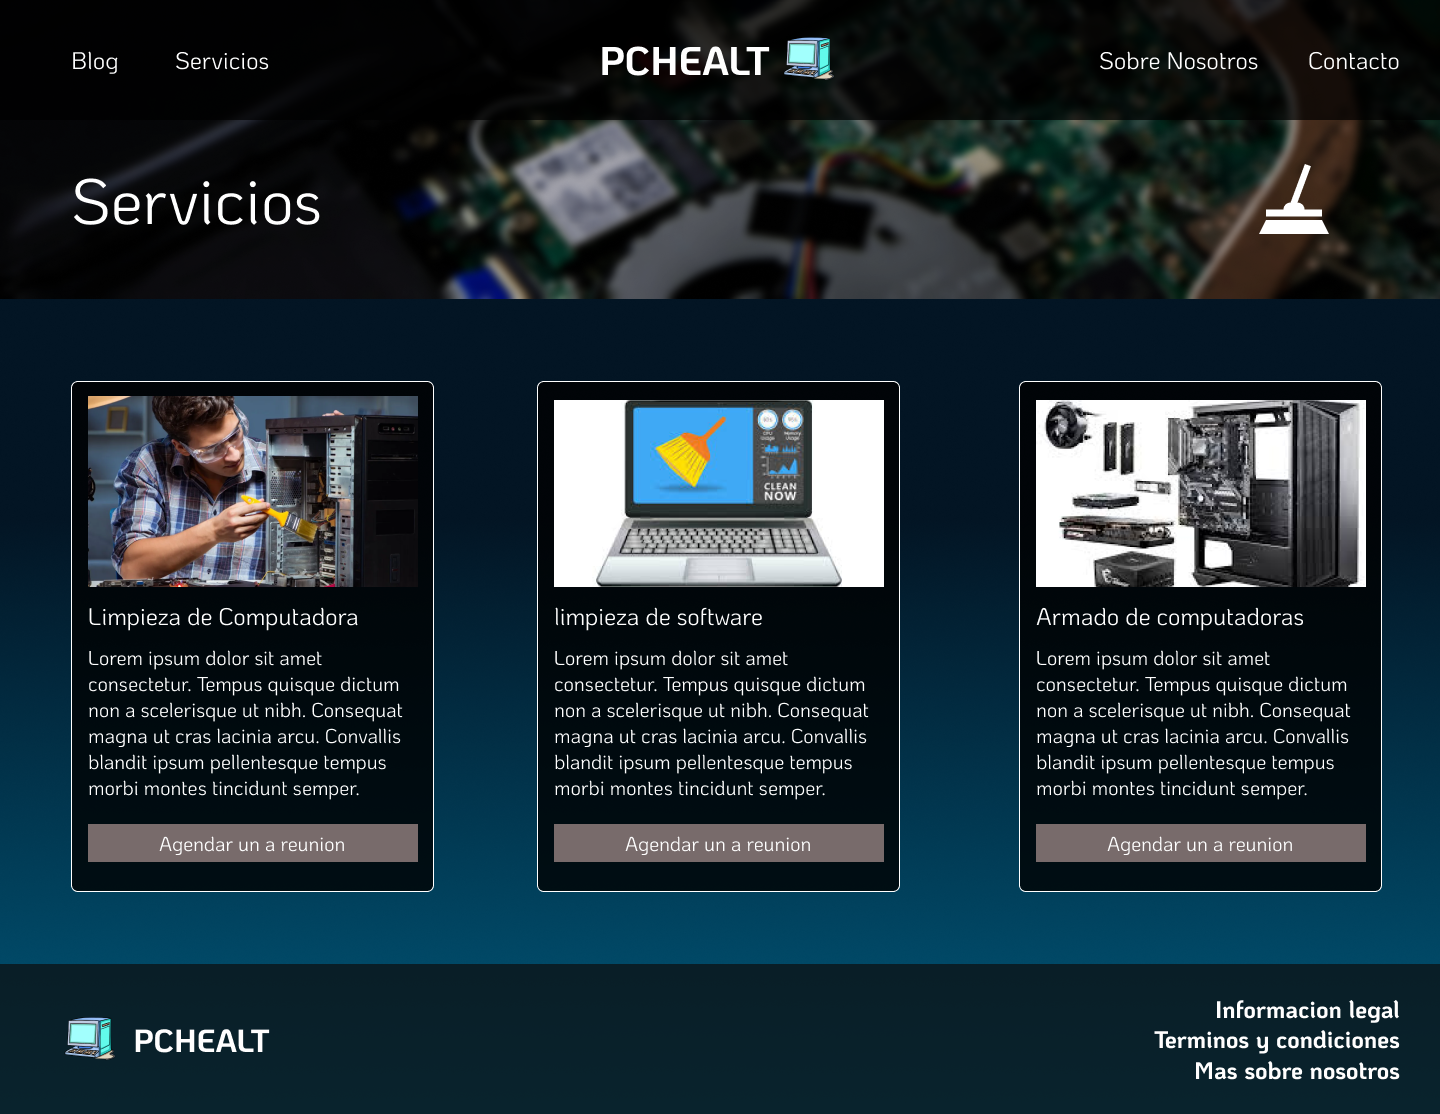 Blog
Servicios
PCHEALT
Sobre Nosotros
Contacto
Servicios
Limpieza de Computadora
Lorem ipsum dolor sit amet
consectetur. Tempus quisque dictum
non a scelerisque ut nibh. Consequat
magna ut cras lacinia arcu. Convallis
blandit ipsum pellentesque tempus
morbi montes tincidunt semper.
Agendar un a reunion
CPU
Usage
Memory
Usage
CLEAN
NOW
limpieza de software
Lorem ipsum dolor sit amet
consectetur. Tempus quisque dictum
non a scelerisque ut nibh. Consequat
magna ut cras lacinia arcu. Convallis
blandit ipsum pellentesque tempus
morbi montes tincidunt semper.
Agendar un a reunion
Armado de computadoras
Lorem ipsum dolor sit amet
consectetur. Tempus quisque dictum
non a scelerisque ut nibh. Consequat
magna ut cras lacinia arcu. Convallis
blandit ipsum pellentesque tempus
morbi montes tincidunt semper.
Agendar un a reunion
PCHEALT
Informacion legal
Terminos y condiciones
Mas sobre nosotros